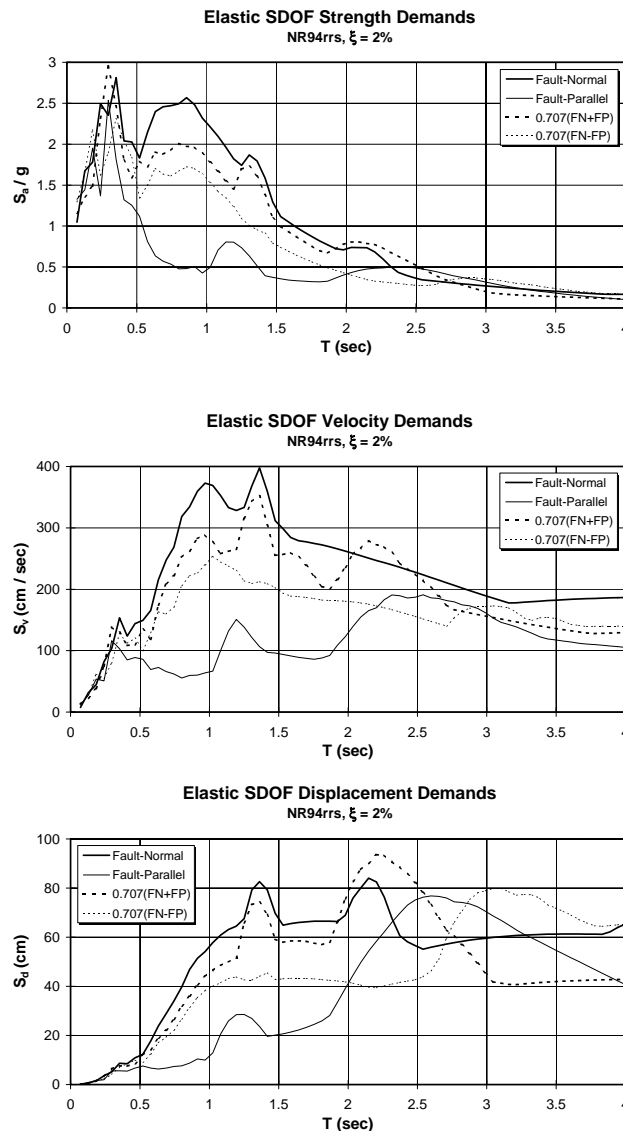 Elastic SDOF Strength Demands
NR94rrs, ξ = 2%
3
2.5
2
1.5
1
0.5
0
Sₐ / g
Fault-Normal
Fault-Parallel
0.707(FN+FP)
0.707(FN-FP)
0 0.5 1 1.5 2 2.5 3 3.5 4
T (sec)
Elastic SDOF Velocity Demands
NR94rrs, ξ = 2%
400
300
200
100
0
Sᵥ (cm / sec)
Fault-Normal
Fault-Parallel
0.707(FN+FP)
0.707(FN-FP)
0 0.5 1 1.5 2 2.5 3 3.5 4
T (sec)
Elastic SDOF Displacement Demands
NR94rrs, ξ = 2%
100
80
60
40
20
0
S_d (cm)
Fault-Normal
Fault-Parallel
0.707(FN+FP)
0.707(FN-FP)
0 0.5 1 1.5 2 2.5 3 3.5 4
T (sec)